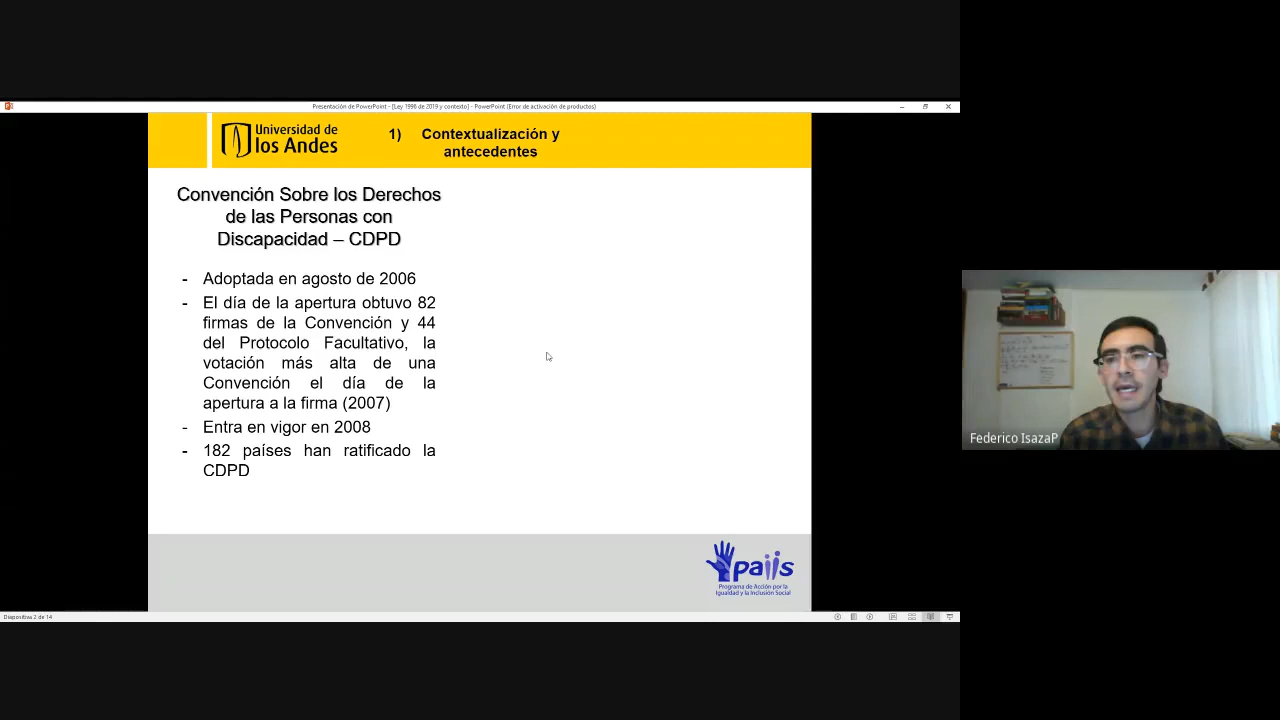 Presentación de PowerPoint - [Ley 1996 de 2019 y contexto] - PowerPoint (Error de activación de productos)
Universidad de
los Andes
1) Contextualización y
antecedentes
Convención Sobre los Derechos
de las Personas con
Discapacidad – CDPD
- Adoptada en agosto de 2006
- El día de la apertura obtuvo 82
firmas de la Convención y 44
del Protocolo Facultativo, la
votación más alta de una
Convención el día de la
apertura a la firma (2007)
- Entra en vigor en 2008
- 182 países han ratificado la
CDPD
paiis
Programa de Acción por la
Igualdad y la Inclusión Social
Diapositiva 2 de 14
Federico IsazaP